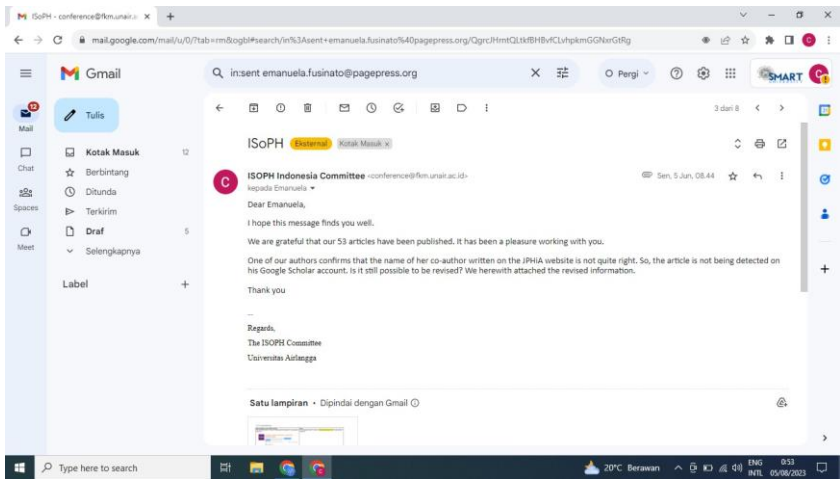 ISoPH - conference@fkm.unair.a
mail.google.com/mail/u/0/?tab=rm&ogbl#search/in%3Asent+emanuela.fusinato%40pagepress.org/
Gmail
in:sent emanuela.fusinato@pagepress.org
Pergi
SMART
12
Mail
Chat
Spaces
Meet
Tulis
Kotak Masuk 12
Berbintang
Ditunda
Terkirim
Draf 5
Selengkapnya
Label
3 dari 8
ISoPH Eksternal Kotak Masuk x
ISOPH Indonesia Committee <conference@fkm.unair.ac.id>
Sen, 5 Jun, 08.44
kepada Emanuela
Dear Emanuela,
I hope this message finds you well.
We are grateful that our 53 articles have been published. It has been a pleasure working with you.
One of our authors confirms that the name of her co-author written on the JPHiA website is not quite right. So, the article is not being detected on
his Google Scholar account. Is it still possible to be revised? We herewith attached the revised information.
Thank you
--
Regards,
The ISOPH Committee
Universitas Airlangga
Satu lampiran • Dipindai dengan Gmail
Type here to search
20°C Berawan
ENG
INTL
0:53
05/08/2023